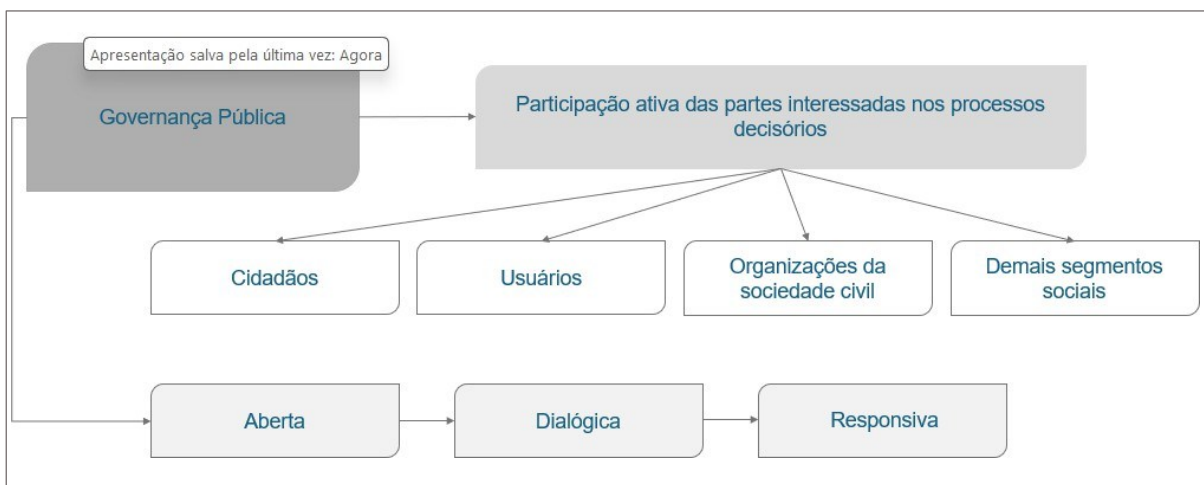 Apresentação salva pela última vez: Agora
Governança Pública
Participação ativa das partes interessadas nos processos
decisórios
Cidadãos
Usuários
Organizações da
sociedade civil
Demais segmentos
sociais
Aberta
Dialógica
Responsiva